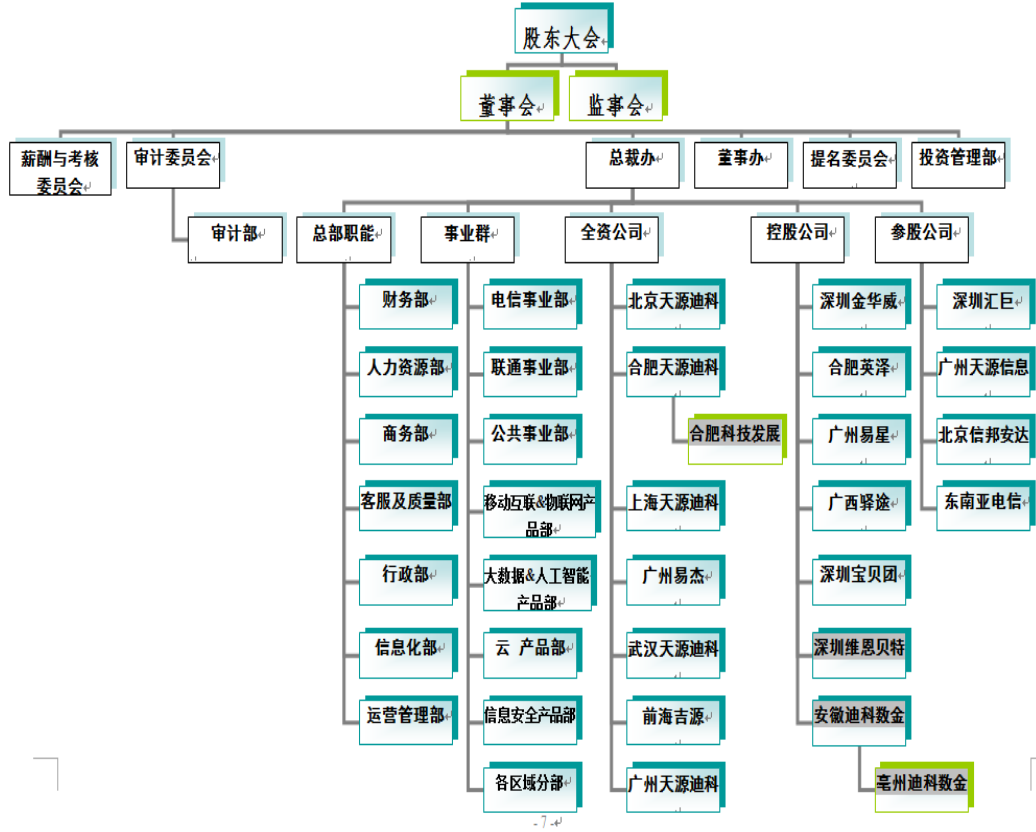 股东大会
董事会
监事会
薪酬与考核
委员会
审计委员会
总裁办
董事办
提名委员会
投资管理部
审计部
总部职能
事业群
全资公司
控股公司
参股公司
财务部
电信事业部
北京天源迪科
深圳金华威
深圳汇巨
人力资源部
联通事业部
合肥天源迪科
合肥英泽
广州天源信息
商务部
公共事业部
合肥科技发展
广州易星
北京信邦安达
客服及质量部
移动互联&物联网产
品部
上海天源迪科
广西驿途
东南亚电信
行政部
大数据&人工智能
产品部
广州易杰
深圳宝贝团
信息化部
云 产品部
武汉天源迪科
深圳维恩贝特
运营管理部
信息安全产品部
前海吉源
安徽迪科数金
各区域分部
广州天源迪科
亳州迪科数金
- 7 -